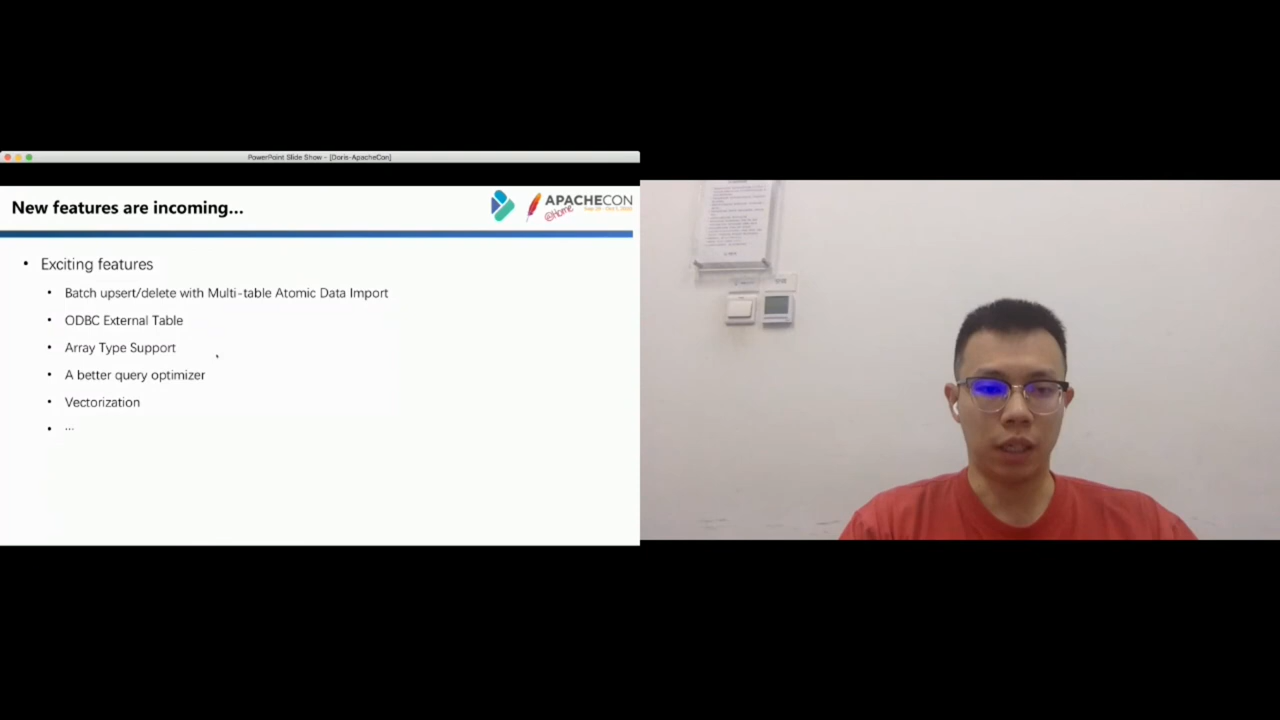 PowerPoint Slide Show - [Doris-ApacheCon]
New features are incoming...
APACHECON
@Home
• Exciting features
• Batch upsert/delete with Multi-table Atomic Data Import
• ODBC External Table
• Array Type Support
• A better query optimizer
• Vectorization
• ...